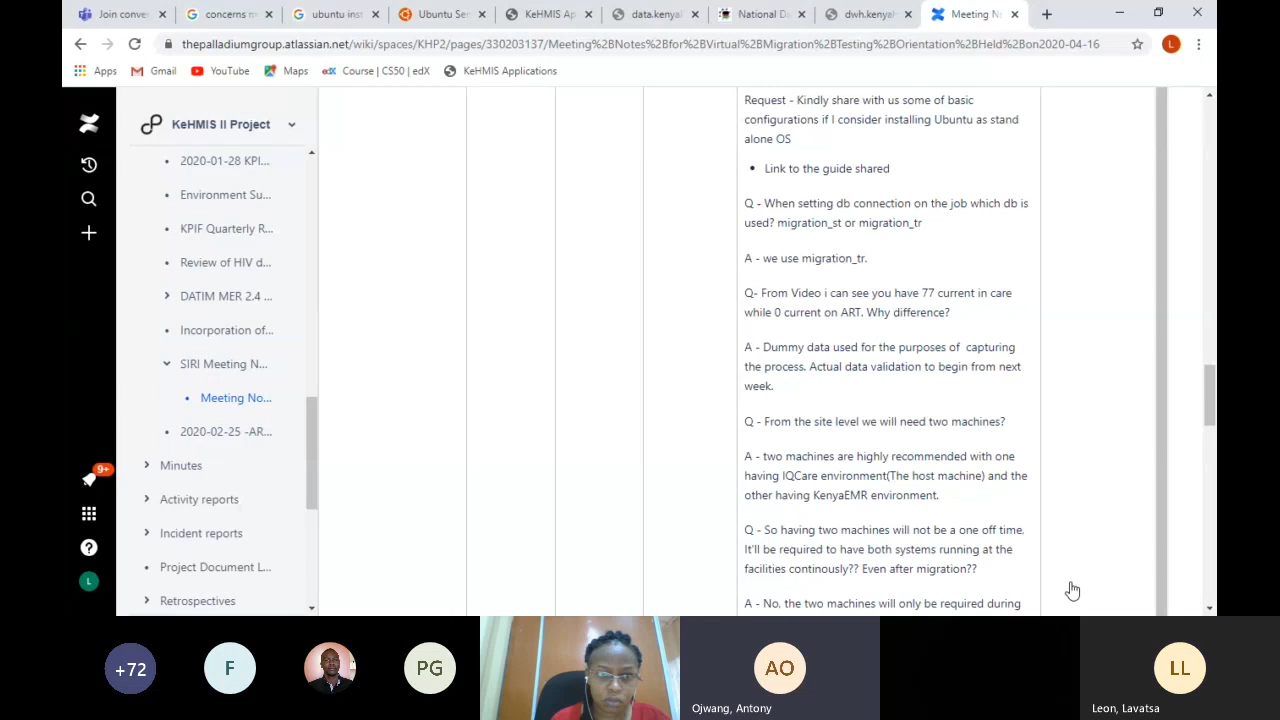 Join conve
concerns m
ubuntu inst
Ubuntu Ser
KeHMIS Ap
data.kenyal
National Da
dwh.kenyah
Meeting No
thepalladiumgroup.atlassian.net/wiki/spaces/KHP2/pages/330203137/Meeting%2BNotes%2Bfor%2BVirtual%2BMigration%2BTesting%2BOrientation%2BHeld%2Bon2020-04-16
L
Apps
Gmail
YouTube
Maps
edX
Course | CS50 | edX
KeHMIS Applications
KeHMIS II Project
2020-01-28 KPI...
Environment Su...
KPIF Quarterly R...
Review of HIV d...
DATIM MER 2.4 ...
Incorporation of...
SIRI Meeting N...
Meeting No...
2020-02-25 -AR...
Minutes
Activity reports
Incident reports
Project Document L...
Retrospectives
9+
L
Request - Kindly share with us some of basic
configurations if I consider installing Ubuntu as stand
alone OS
• Link to the guide shared
Q - When setting db connection on the job which db is
used? migration_st or migration_tr
A - we use migration_tr.
Q- From Video i can see you have 77 current in care
while 0 current on ART. Why difference?
A - Dummy data used for the purposes of capturing
the process. Actual data validation to begin from next
week.
Q - From the site level we will need two machines?
A - two machines are highly recommended with one
having IQCare environment(The host machine) and the
other having KenyaEMR environment.
Q - So having two machines will not be a one off time,
It'll be required to have both systems running at the
facilities continously?? Even after migration??
A - No, the two machines will only be required during
+72
F
PG
AO
LL
Ojwang, Antony
Leon, Lavatsa